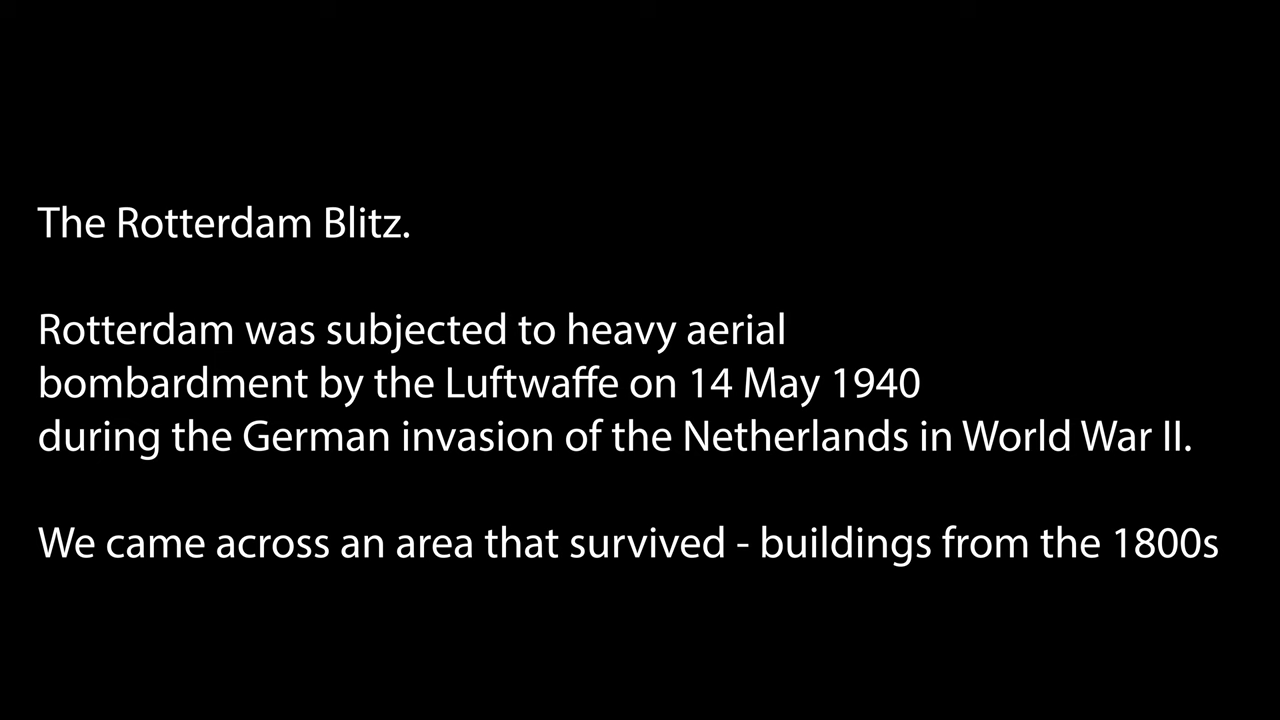 The Rotterdam Blitz.
Rotterdam was subjected to heavy aerial
bombardment by the Luftwaffe on 14 May 1940
during the German invasion of the Netherlands in World War II.
We came across an area that survived - buildings from the 1800s